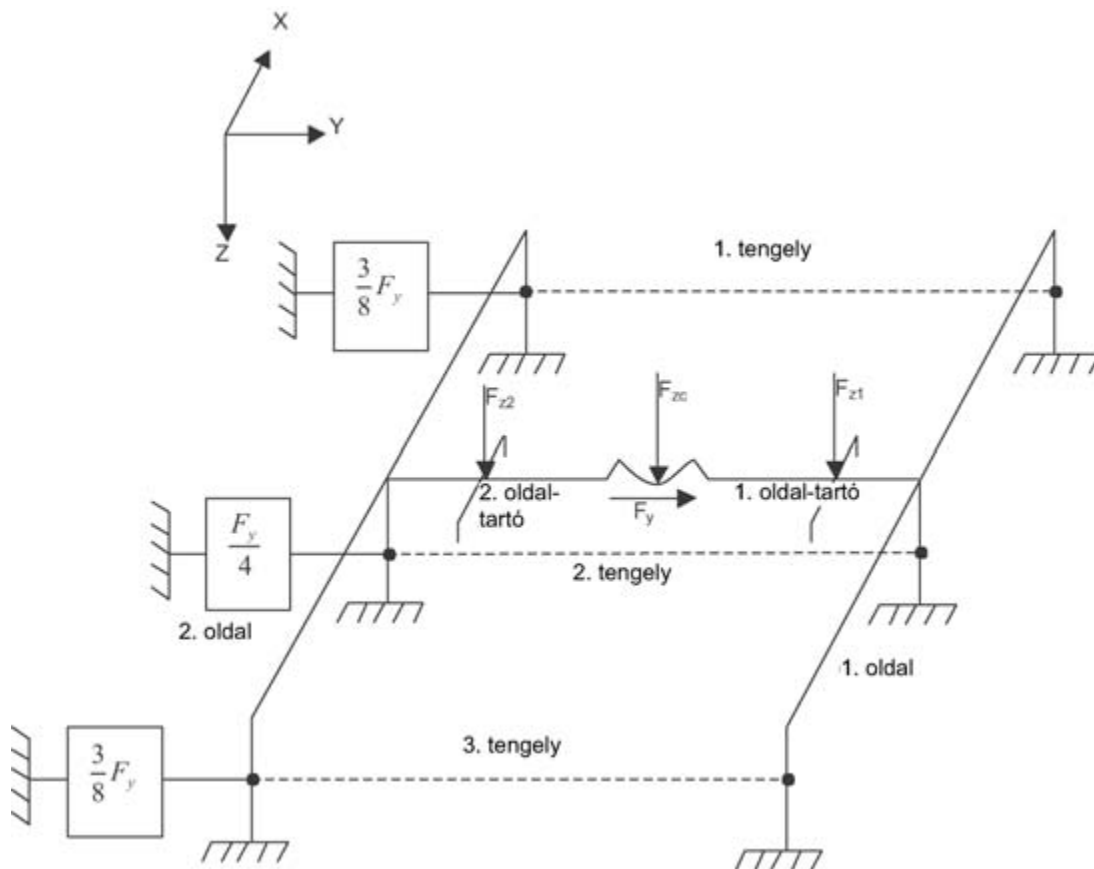 X
Y
Z
1. tengely
3/8 F_y
F_z2
F_zc
F_z1
2. oldal-
tartó
F_y
1. oldal-tartó
F_y/4
2. tengely
2. oldal
1. oldal
3. tengely
3/8 F_y